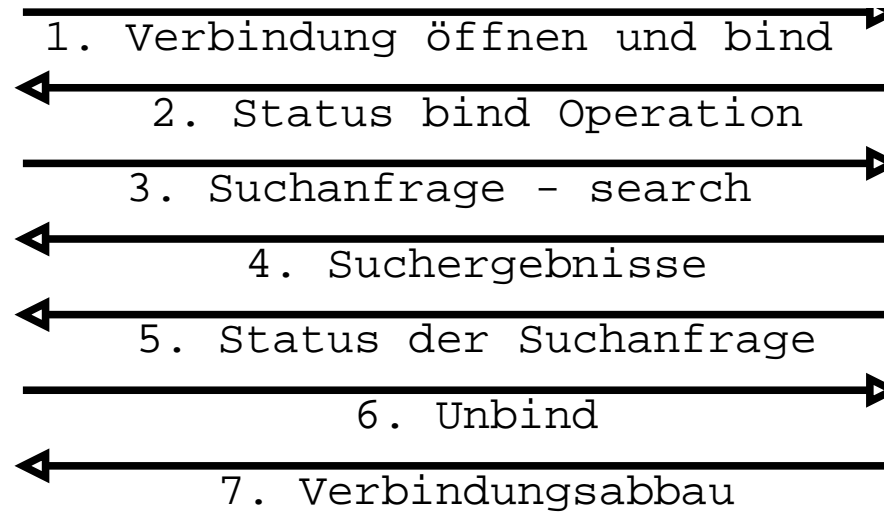 1. Verbindung öffnen und bind
2. Status bind Operation
3. Suchanfrage - search
4. Suchergebnisse
5. Status der Suchanfrage
6. Unbind
7. Verbindungsabbau